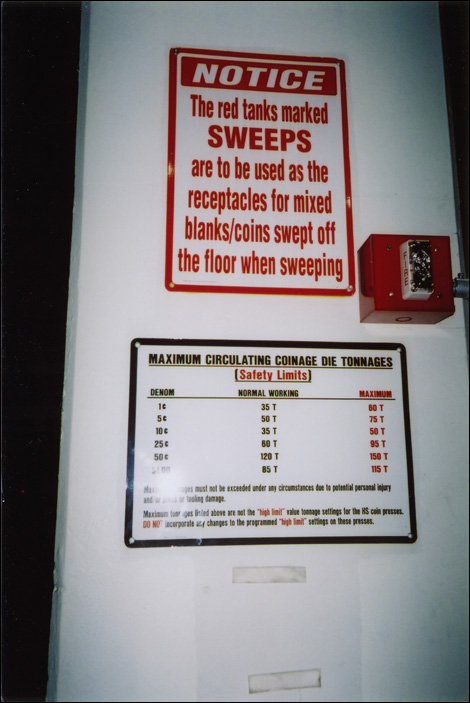 NOTICE
The red tanks marked
SWEEPS
are to be used as the
receptacles for mixed
blanks/coins swept off
the floor when sweeping
MAXIMUM CIRCULATING COINAGE DIE TONNAGES
(Safety Limits)
DENOM NORMAL WORKING MAXIMUM
1¢ 35 T 60 T
5¢ 50 T 75 T
10¢ 35 T 50 T
25¢ 60 T 95 T
50¢ 120 T 150 T
85 T 115 T
must not be exceeded under any circumstances due to potential personal injury
or tooling damage.
Maximum listed above are not the "high limit" value tonnage settings for the HS coin presses.
DO NOT incorporate any changes to the programmed "high limit" settings on these presses.